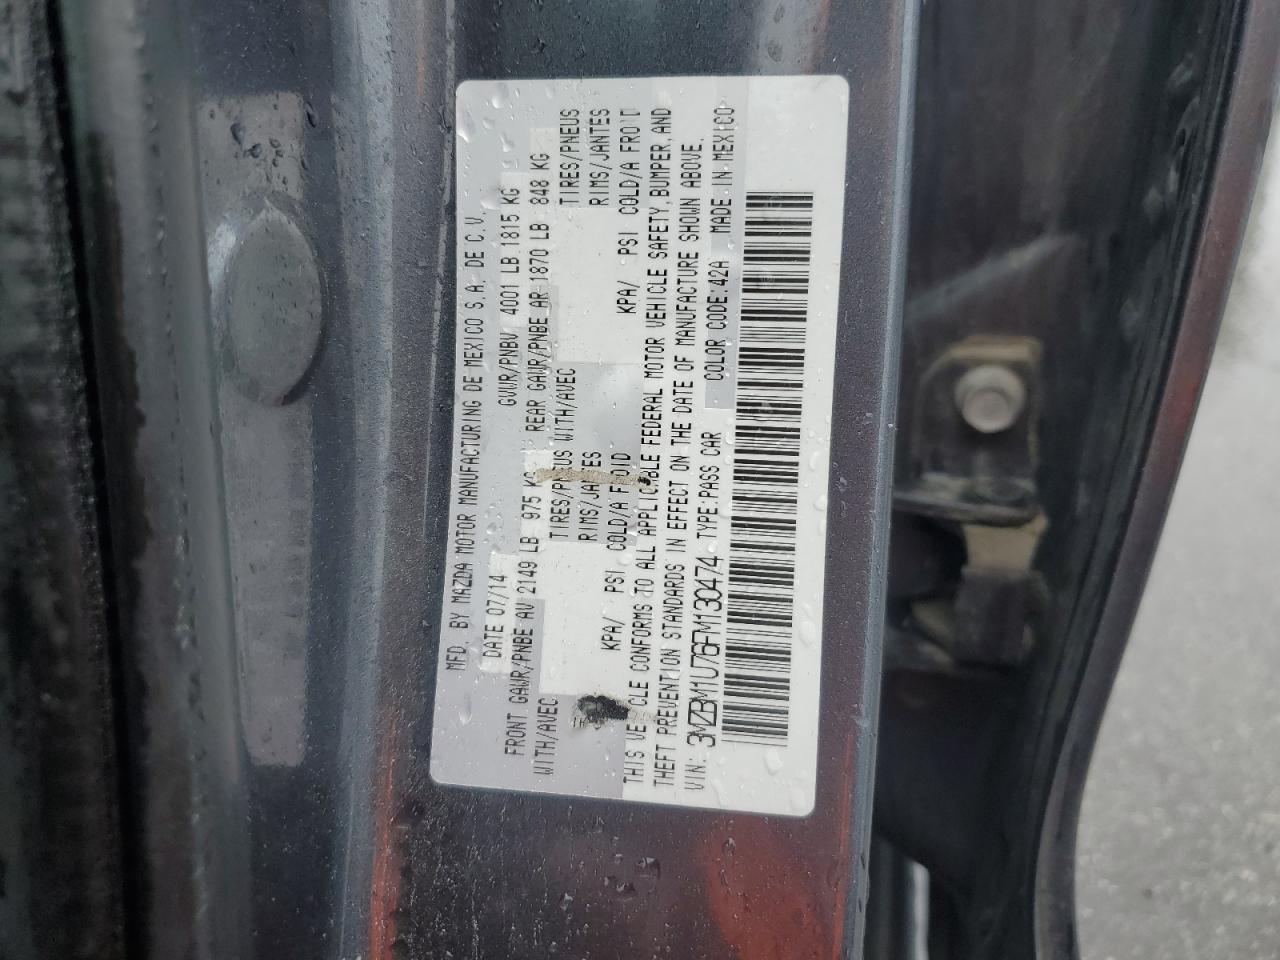 MFD. BY MAZDA MOTOR MANUFACTURING DE MEXICO S.A. DE C.V.
DATE 07/14 GVWR/PNBV 4001 LB 1815 KG
FRONT GAWR/PNBE AV 2149 LB 975 KG REAR GAWR/PNBE AR 1870 LB 848 KG
WITH/AVEC TIRES/PNEUS WITH/AVEC TIRES/PNEUS
RIMS/JANTES RIMS/JANTES
KPA/ PSI COLD/A FROID KPA/ PSI COLD/A FROID
THIS VEHICLE CONFORMS TO ALL APPLICABLE FEDERAL MOTOR VEHICLE SAFETY, BUMPER, AND
THEFT PREVENTION STANDARDS IN EFFECT ON THE DATE OF MANUFACTURE SHOWN ABOVE.
VIN: 3MZBM1U76FM130474 TYPE:PASS CAR COLOR CODE:42A MADE IN MEXICO